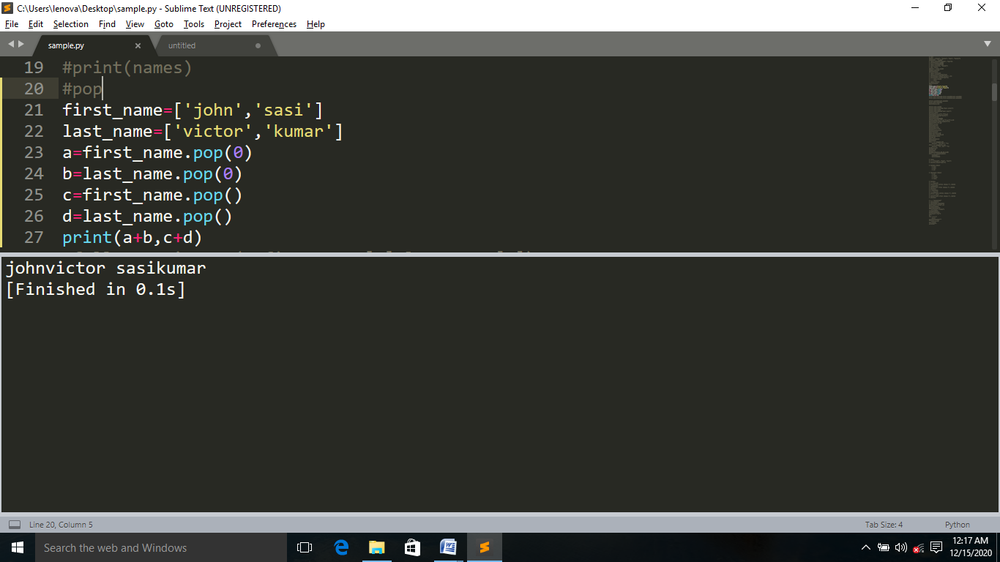 C:\Users\lenova\Desktop\sample.py - Sublime Text (UNREGISTERED)
File Edit Selection Find View Goto Tools Project Preferences Help
sample.py untitled
19 #print(names)
20 #pop
21 first_name=['john','sasi']
22 last_name=['victor','kumar']
23 a=first_name.pop(0)
24 b=last_name.pop(0)
25 c=first_name.pop()
26 d=last_name.pop()
27 print(a+b,c+d)
johnvictor sasikumar
[Finished in 0.1s]
Line 20, Column 5 Tab Size: 4 Python
Search the web and Windows
12:17 AM
12/15/2020